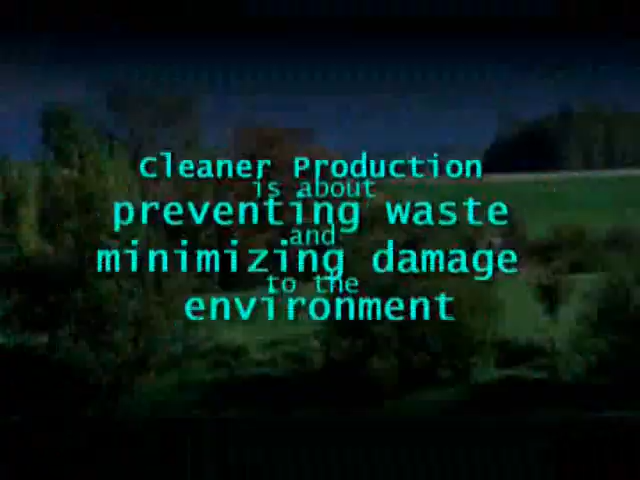 Cleaner Production
is about
preventing waste
and
minimizing damage
to the
environment